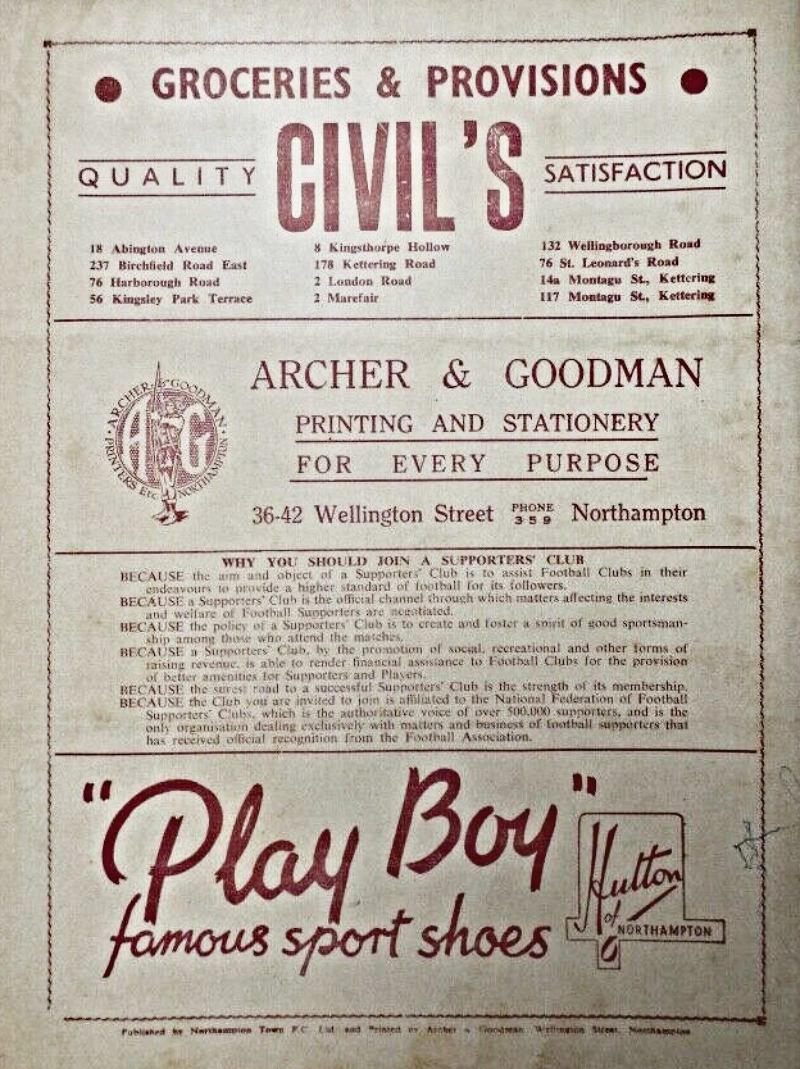 GROCERIES & PROVISIONS
QUALITY CIVIL'S SATISFACTION
18 Abington Avenue
237 Birchfield Road East
76 Harborough Road
56 Kingsley Park Terrace
8 Kingsthorpe Hollow
178 Kettering Road
2 London Road
2 Marefair
132 Wellingborough Road
76 St. Leonard's Road
14a Montagu St., Kettering
117 Montagu St., Kettering
ARCHER & GOODMAN
PRINTERS Etc. NORTHAMPTON
AG
ARCHER & GOODMAN
PRINTING AND STATIONERY
FOR EVERY PURPOSE
36-42 Wellington Street PHONE 359 Northampton
WHY YOU SHOULD JOIN A SUPPORTERS' CLUB
BECAUSE the aim and object of a Supporters' Club is to assist Football Clubs in their
endeavours to provide a higher standard of football for its followers.
BECAUSE a Supporters' Club is the official channel through which matters affecting the interests
and welfare of Football Supporters are negotiated.
BECAUSE the policy of a Supporters' Club is to create and foster a spirit of good sportsman-
ship among those who attend the matches.
BECAUSE a Supporters' Club, by the promotion of social, recreational and other forms of
raising revenue, is able to render financial assistance to Football Clubs for the provision
of better amenities for Supporters and Players.
BECAUSE the surest road to a successful Supporters' Club is the strength of its membership.
BECAUSE the Club you are invited to join is affiliated to the National Federation of Football
Supporters' Clubs, which is the authoritative voice of over 500,000 supporters, and is the
only organisation dealing exclusively with matters and business of football supporters that
has received official recognition from the Football Association.
"Play Boy"
famous sport shoes
Hutton
of
NORTHAMPTON
Published by Northampton Town F.C. Ltd. and Printed by Archer & Goodman, Wellington Street, Northampton